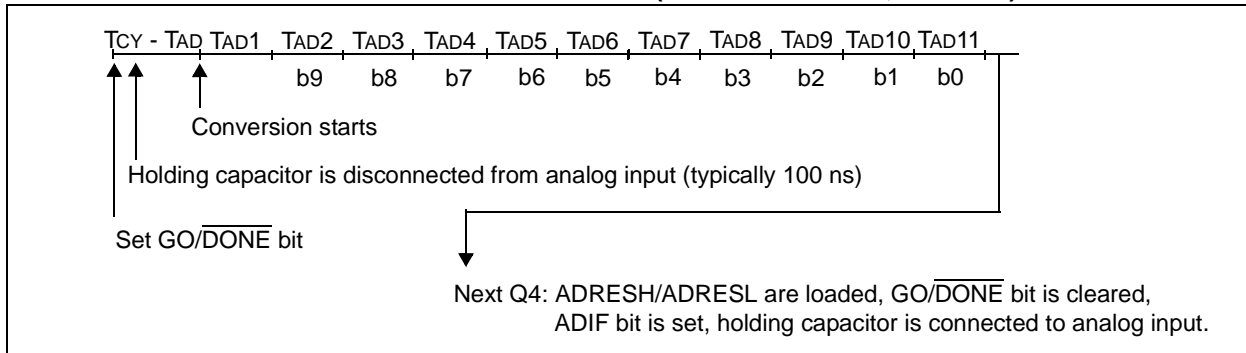 TCY - TAD TAD1 TAD2 TAD3 TAD4 TAD5 TAD6 TAD7 TAD8 TAD9 TAD10 TAD11
b9 b8 b7 b6 b5 b4 b3 b2 b1 b0
Conversion starts
Holding capacitor is disconnected from analog input (typically 100 ns)
Set GO/DONE bit
Next Q4: ADRESH/ADRESL are loaded, GO/DONE bit is cleared,
ADIF bit is set, holding capacitor is connected to analog input.